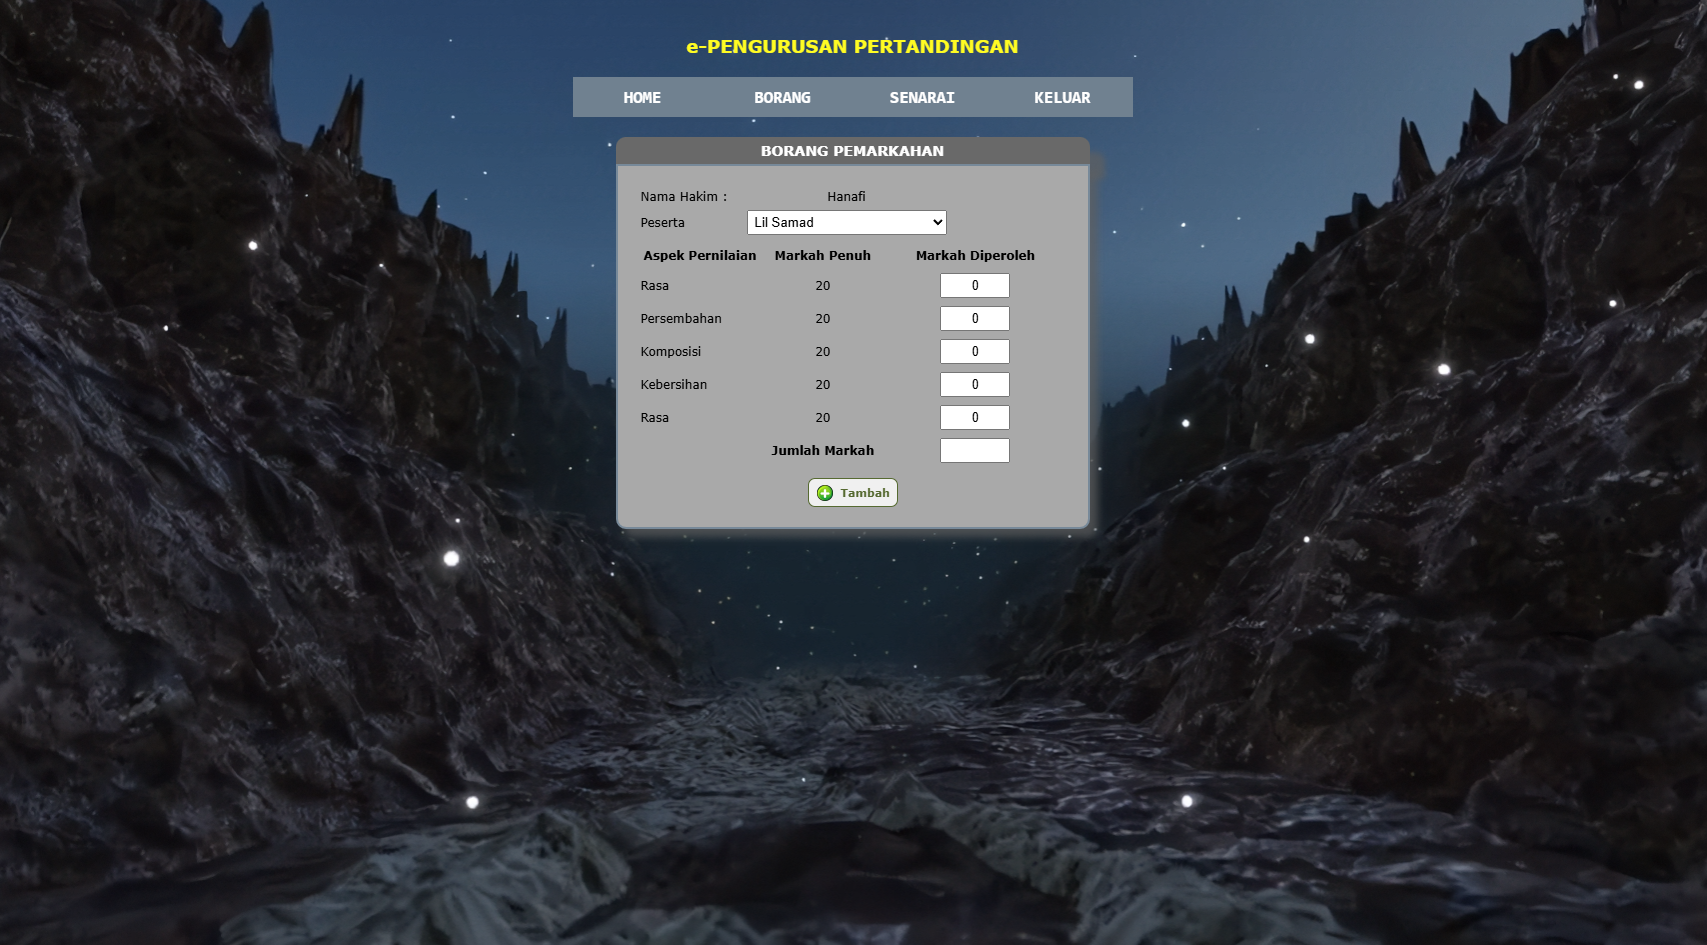 e-PENGURUSAN PERTANDINGAN
HOME BORANG SENARAI KELUAR
BORANG PEMARKAHAN
Nama Hakim : Hanafi
Peserta Lil Samad
Aspek Pernilaian Markah Penuh Markah Diperoleh
Rasa 20 0
Persembahan 20 0
Komposisi 20 0
Kebersihan 20 0
Rasa 20 0
Jumlah Markah
Tambah